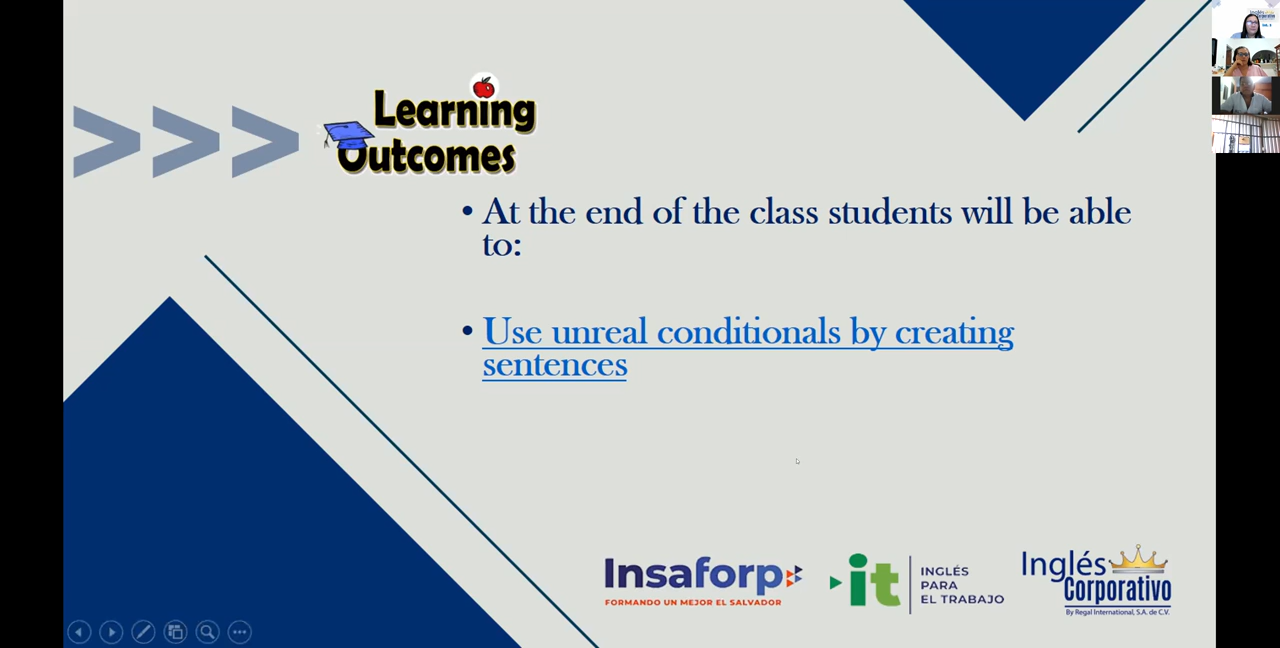 Learning
Outcomes
• At the end of the class students will be able
to:
• Use unreal conditionals by creating
sentences
Insaforp
FORMANDO UN MEJOR EL SALVADOR
it
INGLÉS
PARA
EL TRABAJO
Inglés
Corporativo
By Regal International, S.A. de C.V.